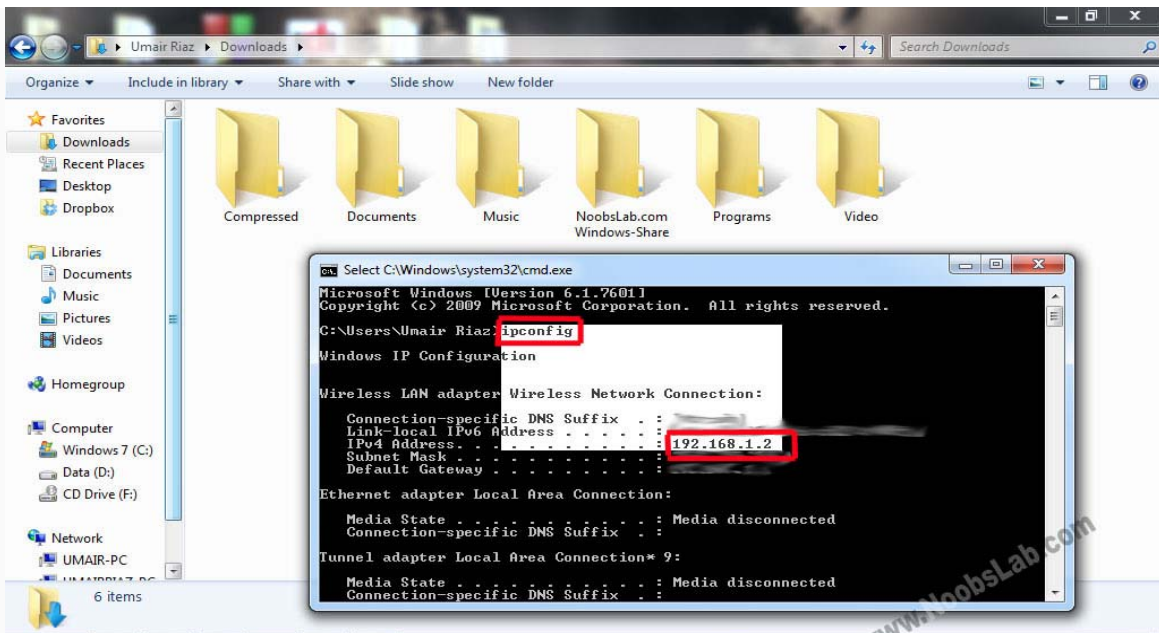 Umair Riaz ▸ Downloads ▸
Search Downloads
Organize
Include in library
Share with
Slide show
New folder
Favorites
Downloads
Recent Places
Desktop
Dropbox
Libraries
Documents
Music
Pictures
Videos
Homegroup
Computer
Windows 7 (C:)
Data (D:)
CD Drive (F:)
Network
UMAIR-PC
6 items
Compressed
Documents
Music
NoobsLab.com
Windows-Share
Programs
Video
Select C:\Windows\system32\cmd.exe
Microsoft Windows [Version 6.1.7601]
Copyright (c) 2009 Microsoft Corporation.  All rights reserved.
C:\Users\Umair Riaz>ipconfig
Windows IP Configuration
Wireless LAN adapter Wireless Network Connection:
Connection-specific DNS Suffix  . :
Link-local IPv6 Address . . . . . :
IPv4 Address. . . . . . . . . . . : 192.168.1.2
Subnet Mask . . . . . . . . . . . :
Default Gateway . . . . . . . . . :
Ethernet adapter Local Area Connection:
Media State . . . . . . . . . . . : Media disconnected
Connection-specific DNS Suffix  . :
Tunnel adapter Local Area Connection* 9:
Media State . . . . . . . . . . . : Media disconnected
Connection-specific DNS Suffix  . :
www.NoobsLab.com